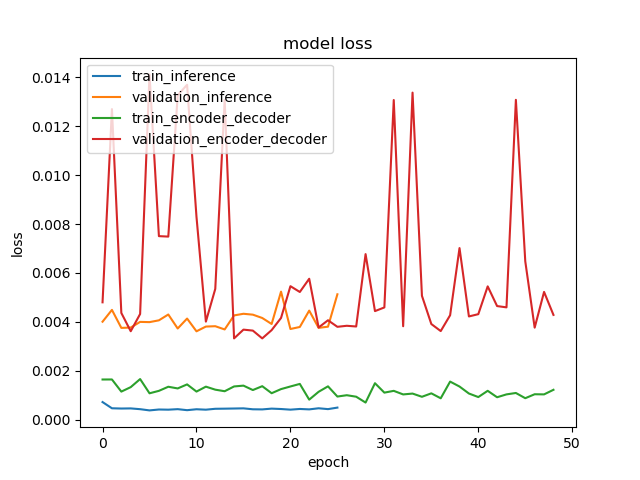 model loss
train_inference
validation_inference
train_encoder_decoder
validation_encoder_decoder
0.014
0.012
0.010
0.008
0.006
0.004
0.002
0.000
loss
0 10 20 30 40 50
epoch